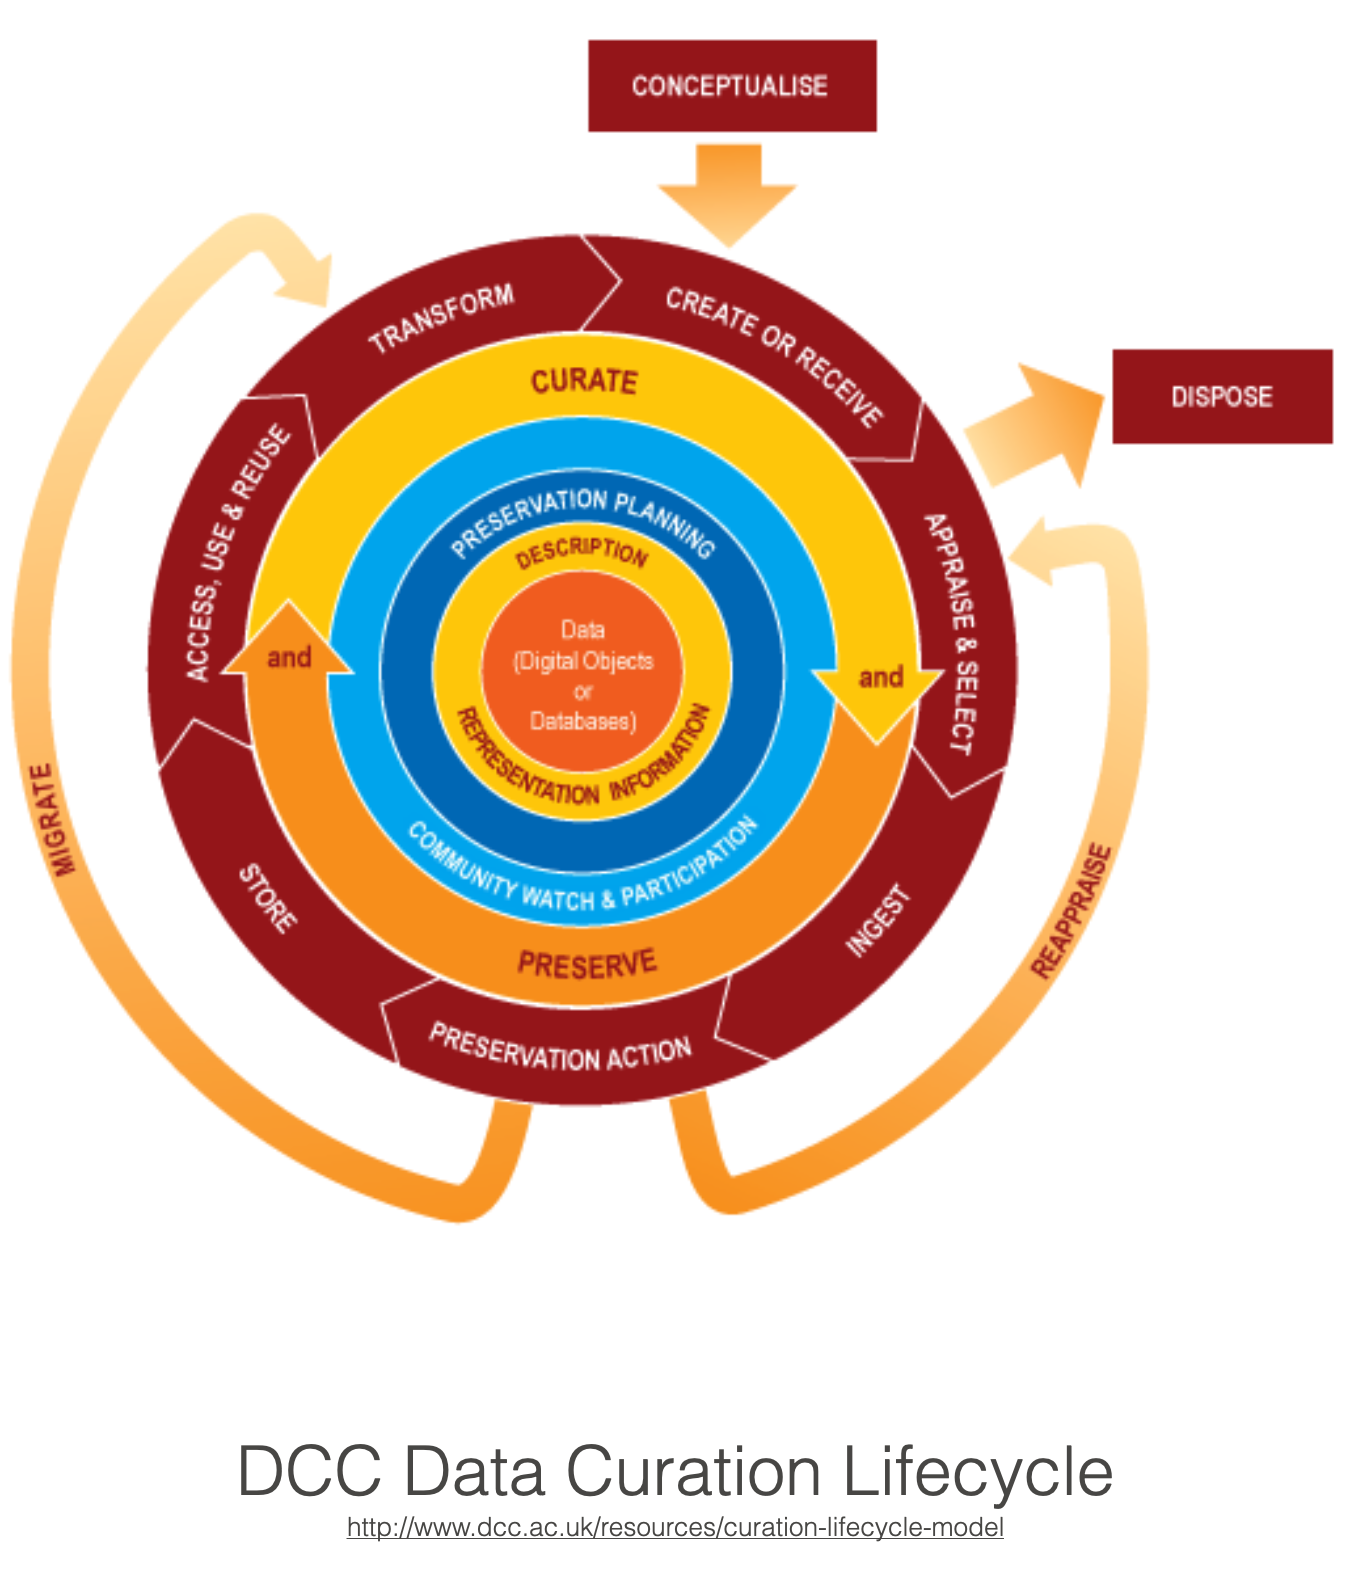 CONCEPTUALISE
TRANSFORM
CREATE OR RECEIVE
CURATE
DISPOSE
ACCESS, USE & REUSE
PRESERVATION PLANNING
DESCRIPTION
APPRAISE & SELECT
Data
(Digital Objects
or
Databases)
and
and
REPRESENTATION INFORMATION
MIGRATE
COMMUNITY WATCH & PARTICIPATION
STORE
INGEST
REAPPRAISE
PRESERVE
PRESERVATION ACTION
DCC Data Curation Lifecycle
http://www.dcc.ac.uk/resources/curation-lifecycle-model